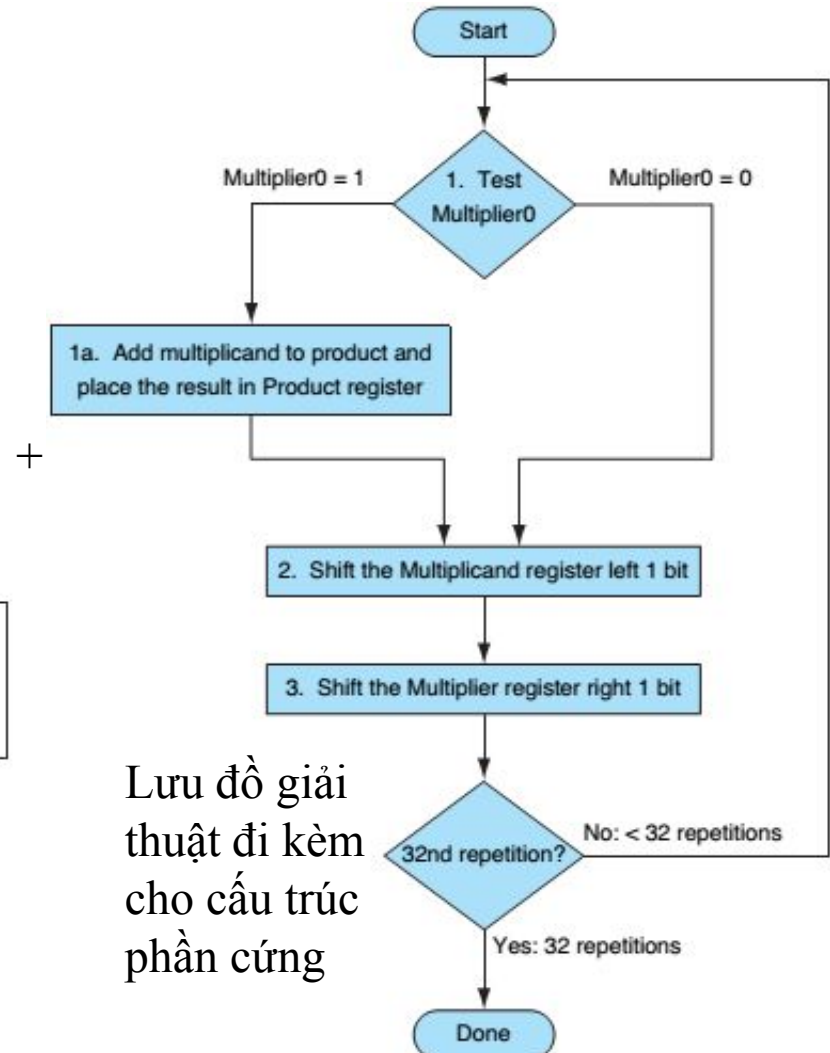 Start
Multiplier0 = 1
1. Test
Multiplier0
Multiplier0 = 0
1a. Add multiplicand to product and
place the result in Product register
+
2. Shift the Multiplicand register left 1 bit
3. Shift the Multiplier register right 1 bit
Lưu đồ giải
thuật đi kèm
cho cấu trúc
phần cứng
32nd repetition?
No: < 32 repetitions
Yes: 32 repetitions
Done